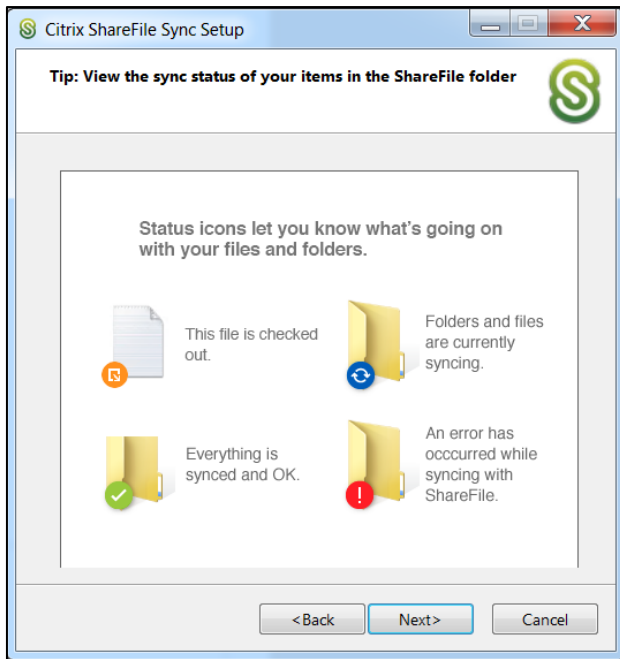 Citrix ShareFile Sync Setup
Tip: View the sync status of your items in the ShareFile folder
Status icons let you know what's going on
with your files and folders.
This file is checked
out.
Folders and files
are currently
syncing.
Everything is
synced and OK.
An error has
occcurred while
syncing with
ShareFile.
<Back
Next>
Cancel